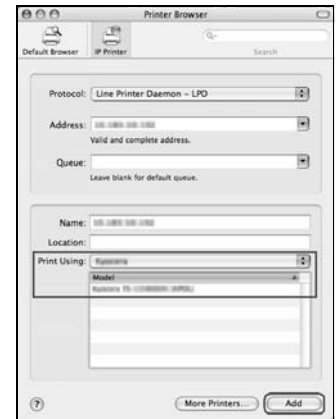 Printer Browser
Default Browser
IP Printer
Search
Protocol: Line Printer Daemon – LPD
Address:
Valid and complete address.
Queue:
Leave blank for default queue.
Name:
Location:
Print Using: Kyocera
Model
?
More Printers...
Add